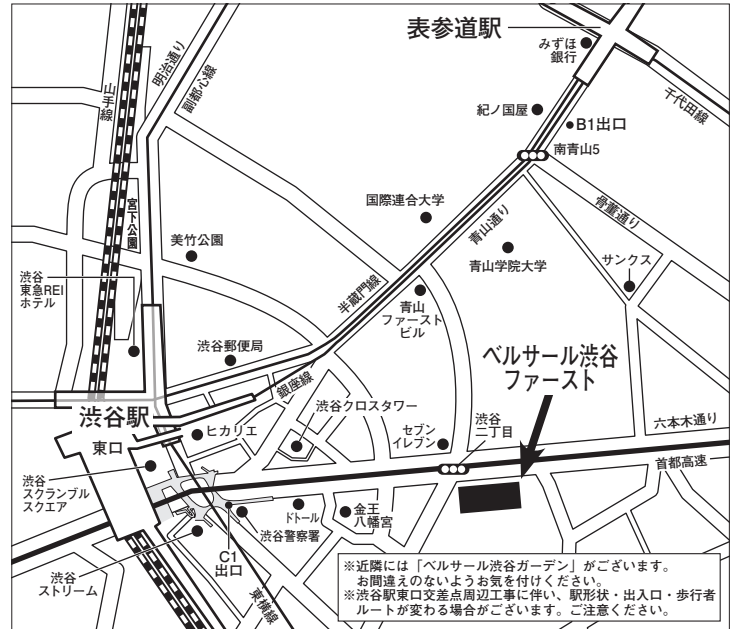 表参道駅
みずほ
銀行
千代田線
紀ノ国屋
B1出口
南青山5
骨董通り
明治通り
副都心線
山手線
宮下公園
国際連合大学
青山通り
青山学院大学
サンクス
美竹公園
渋谷
東急REI
ホテル
半蔵門線
青山
ファースト
ビル
渋谷郵便局
銀座線
ベルサール渋谷
ファースト
渋谷駅
東口
ヒカリエ
渋谷クロスタワー
セブン
イレブン
渋谷
二丁目
六本木通り
首都高速
渋谷
スクランブル
スクエア
渋谷
ストリーム
C1
出口
渋谷警察署
ドトール
金王
八幡宮
東横線
※近隣には「ベルサール渋谷ガーデン」がございます。
お間違えのないようお気を付けください。
※渋谷駅東口交差点周辺工事に伴い、駅形状・出入口・歩行者
ルートが変わる場合がございます。ご注意ください。